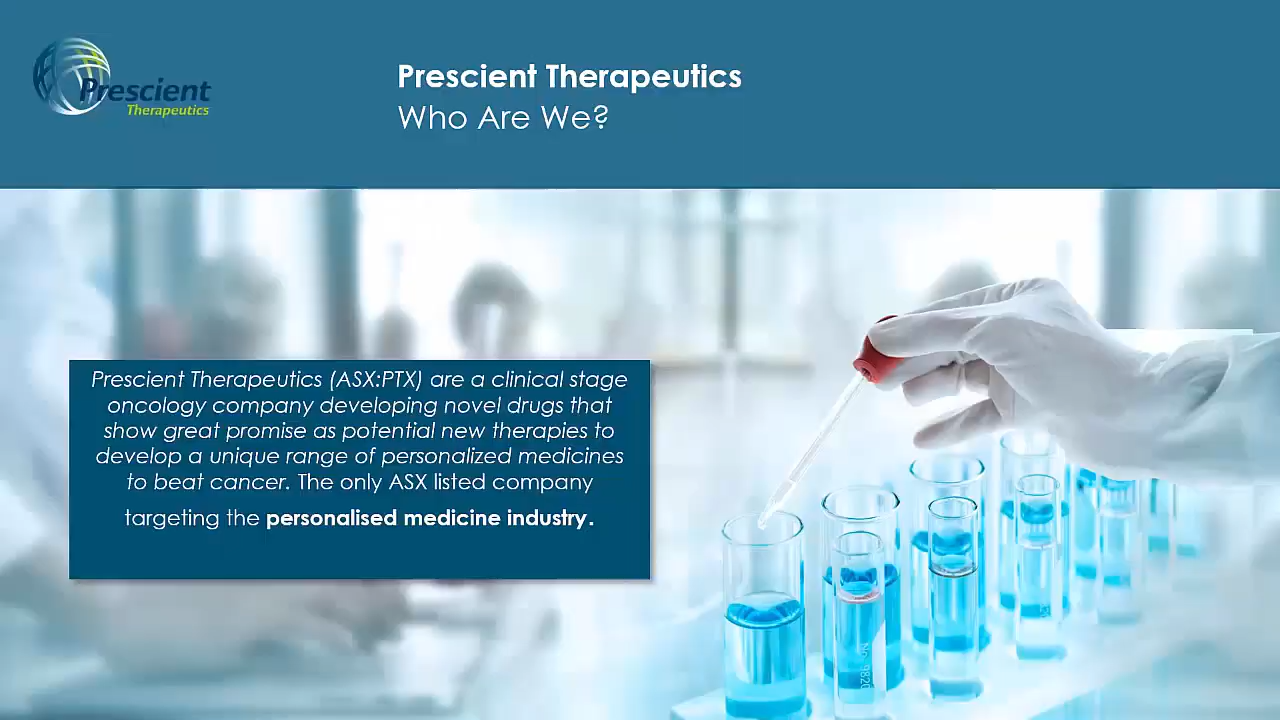 Prescient
Therapeutics
Prescient Therapeutics
Who Are We?
Prescient Therapeutics (ASX:PTX) are a clinical stage
oncology company developing novel drugs that
show great promise as potential new therapies to
develop a unique range of personalized medicines
to beat cancer. The only ASX listed company
targeting the personalised medicine industry.